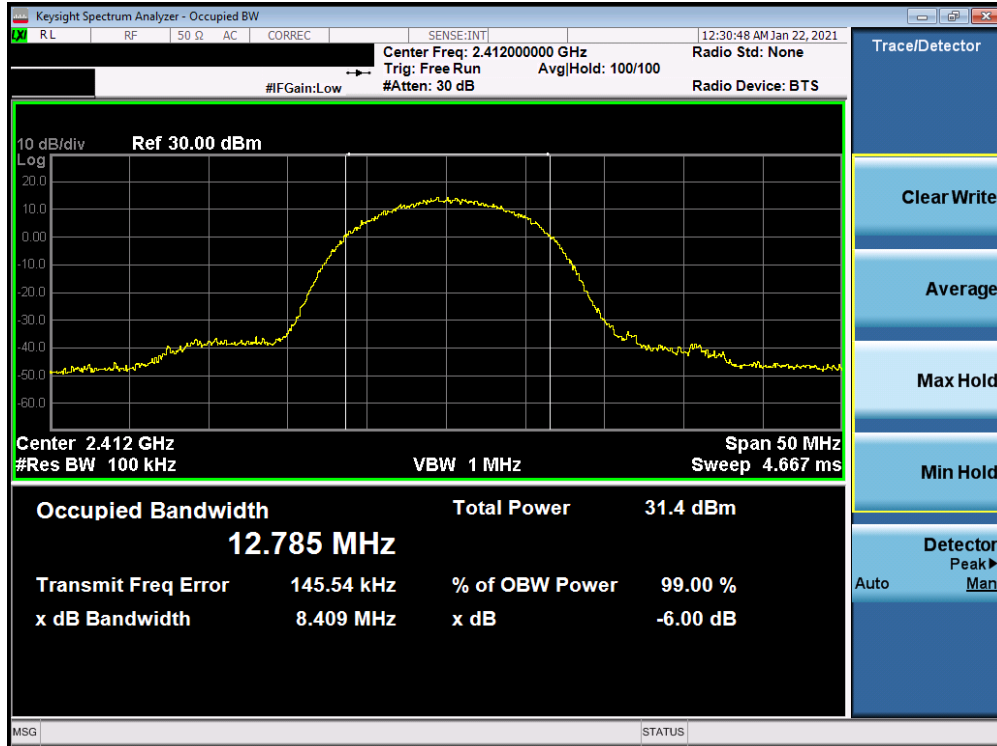 Keysight Spectrum Analyzer - Occupied BW
LXI RL RF 50 Ω AC CORREC SENSE:INT 12:30:48 AM Jan 22, 2021
Center Freq: 2.412000000 GHz Radio Std: None
Trig: Free Run Avg|Hold: 100/100
#IFGain:Low #Atten: 30 dB Radio Device: BTS
10 dB/div Ref 30.00 dBm
Log
20.0
10.0
0.00
-10.0
-20.0
-30.0
-40.0
-50.0
-60.0
Center 2.412 GHz Span 50 MHz
#Res BW 100 kHz VBW 1 MHz Sweep 4.667 ms
Occupied Bandwidth Total Power 31.4 dBm
12.785 MHz
Transmit Freq Error 145.54 kHz % of OBW Power 99.00 %
x dB Bandwidth 8.409 MHz x dB -6.00 dB
MSG STATUS
Trace/Detector
Clear Write
Average
Max Hold
Min Hold
Detector
Peak▶
Auto Man